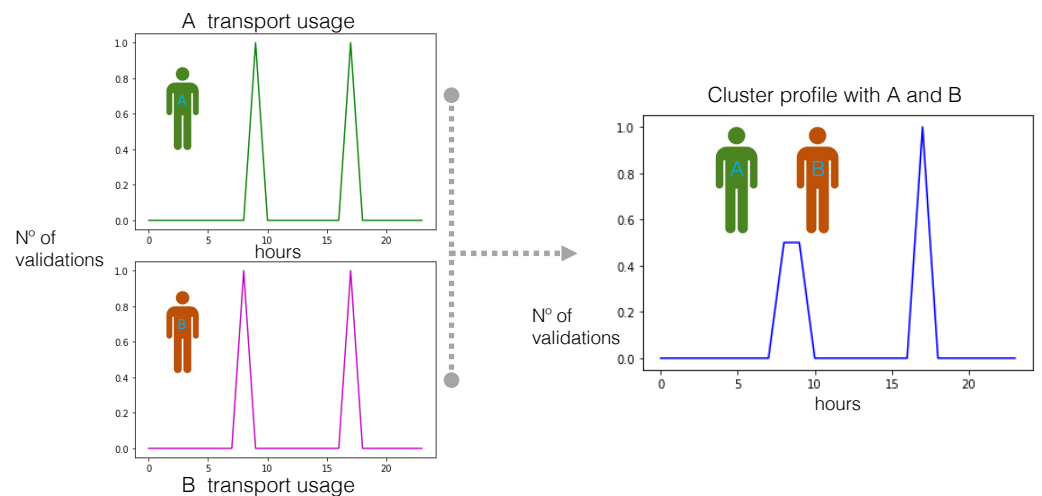 A transport usage
1.0
0.8
0.6
0.4
0.2
0.0
A
0 5 10 15 20
hours
Nº of
validations
1.0
0.8
0.6
0.4
0.2
0.0
B
0 5 10 15 20
B transport usage
Cluster profile with A and B
1.0
0.8
0.6
0.4
0.2
0.0
A B
Nº of
validations
0 5 10 15 20
hours